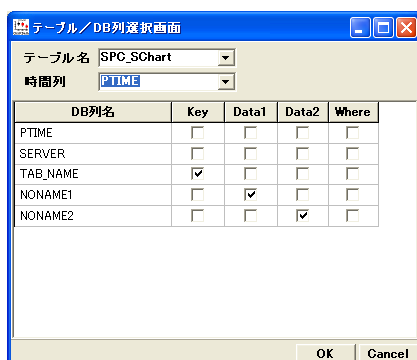 テーブル／DB列選択画面
テーブル名 SPC_SChart
時間列 PTIME
DB列名 Key Data1 Data2 Where
PTIME
SERVER
TAB_NAME
NONAME1
NONAME2
OK Cancel